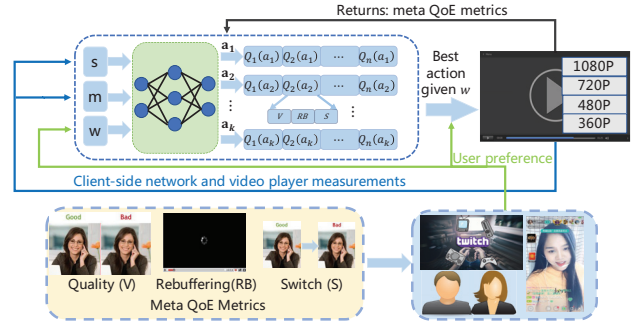 Returns: meta QoE metrics
s
m
w
a₁
Q₁(a₁) Q₂(a₁) ... Qₙ(a₁)
a₂
Q₁(a₂) Q₂(a₂) ... Qₙ(a₂)
⋮
V RB S
⋮
aₖ
Q₁(aₖ) Q₂(aₖ) ... Qₙ(aₖ)
Best
action
given w
1080P
720P
480P
360P
User preference
Client-side network and video player measurements
Good Bad
Good Bad
Quality (V) Rebuffering(RB) Switch (S)
Meta QoE Metrics
twitch